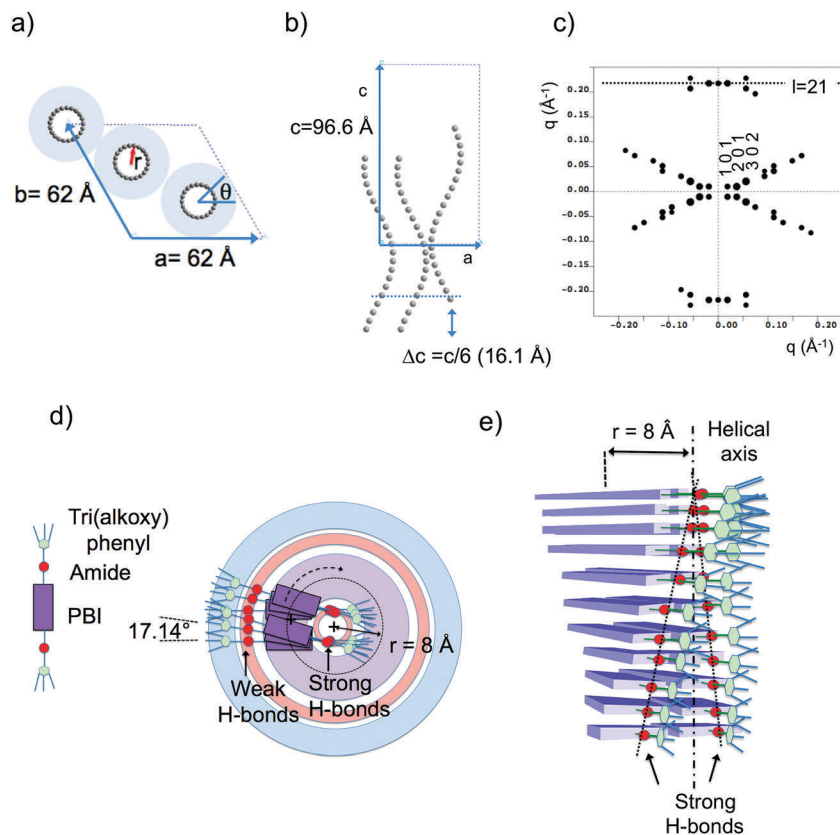 a)
b= 62 Å
r
θ
a= 62 Å
b)
c
c=96.6 Å
a
Δc =c/6 (16.1 Å)
c)
q (Å-1)
0.20
0.15
0.10
0.05
0.00
-0.05
-0.10
-0.15
-0.20
l=21
1 0 1
2 0 1
3 0 2
-0.20
-0.10
0.00
0.10
0.20
q (Å-1)
d)
Tri(alkoxy)
phenyl
Amide
PBI
17.14°
r = 8 Å
Weak
H-bonds
Strong
H-bonds
e)
r = 8 Å
Helical
axis
Strong
H-bonds